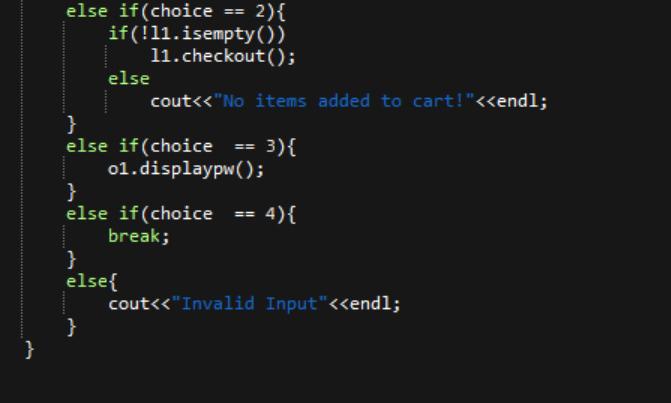 else if(choice == 2){
if(!l1.isempty())
l1.checkout();
else
cout<<"No items added to cart!"<<endl;
}
else if(choice  == 3){
o1.displaypw();
}
else if(choice  == 4){
break;
}
else{
cout<<"Invalid Input"<<endl;
}
}